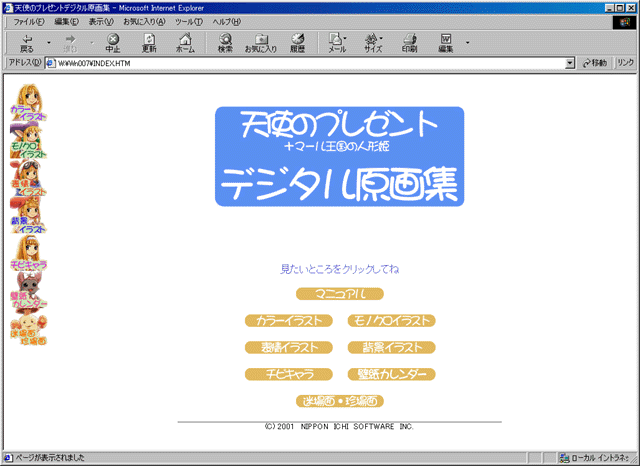 天使のプレゼントデジタル原画集 - Microsoft Internet Explorer
ファイル(F) 編集(E) 表示(V) お気に入り(A) ツール(T) ヘルプ(H)
戻る 進む 中止 更新 ホーム 検索 お気に入り 履歴 メール サイズ 印刷 編集
アドレス(D) W:¥Wn007¥INDEX.HTM 移動 リンク
カラーイラスト
モノクロイラスト
表情イラスト
背景イラスト
チビキャラ
壁紙カレンダー
迷場面・珍場面
天使のプレゼント
+マール王国の人形姫
デジタル原画集
見たいところをクリックしてね
マニュアル
カラーイラスト モノクロイラスト
表情イラスト 背景イラスト
チビキャラ 壁紙カレンダー
迷場面・珍場面
(C)2001 NIPPON ICHI SOFTWARE INC.
ページが表示されました ローカル イントラネ